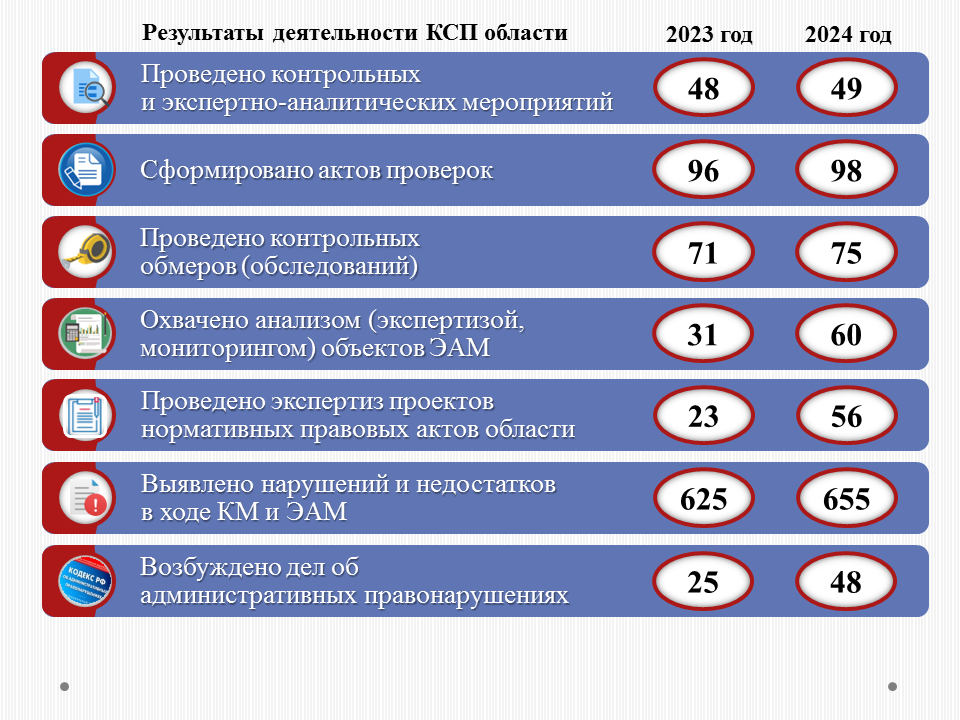 Результаты деятельности КСП области 2023 год 2024 год
Проведено контрольных
и экспертно-аналитических мероприятий 48 49
Сформировано актов проверок 96 98
Проведено контрольных
обмеров (обследований) 71 75
Охвачено анализом (экспертизой,
мониторингом) объектов ЭАМ 31 60
Проведено экспертиз проектов
нормативных правовых актов области 23 56
Выявлено нарушений и недостатков
в ходе КМ и ЭАМ 625 655
КОДЕКС РФ
Возбуждено дел об
административных правонарушениях 25 48